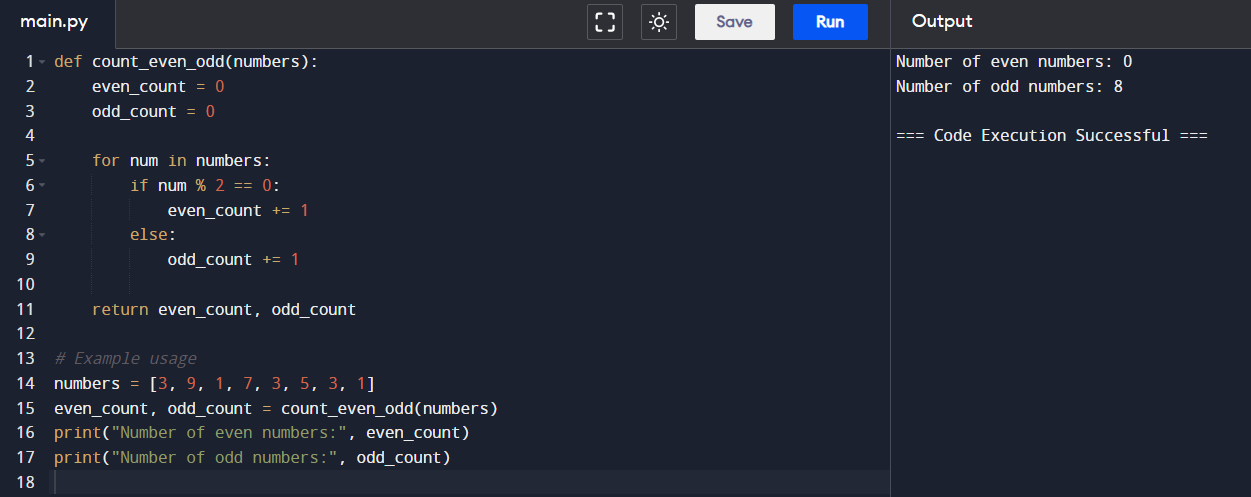 main.py Save Run Output
1 def count_even_odd(numbers):
2     even_count = 0
3     odd_count = 0
4
5     for num in numbers:
6         if num % 2 == 0:
7             even_count += 1
8         else:
9             odd_count += 1
10
11     return even_count, odd_count
12
13 # Example usage
14 numbers = [3, 9, 1, 7, 3, 5, 3, 1]
15 even_count, odd_count = count_even_odd(numbers)
16 print("Number of even numbers:", even_count)
17 print("Number of odd numbers:", odd_count)
18
Number of even numbers: 0
Number of odd numbers: 8
=== Code Execution Successful ===